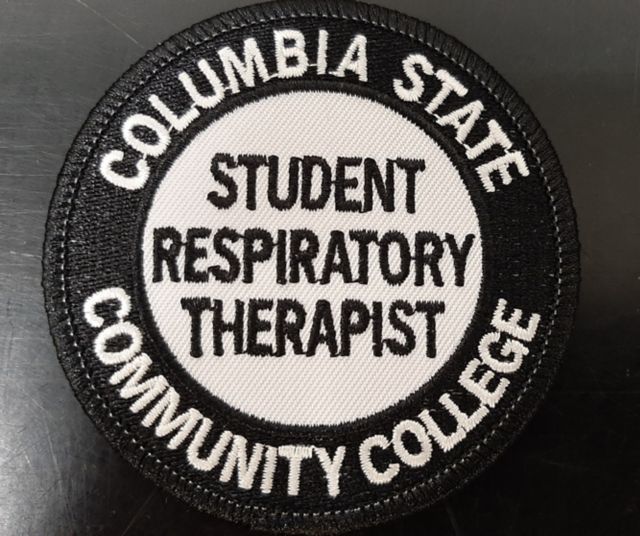 COLUMBIA STATE
STUDENT
RESPIRATORY
THERAPIST
COMMUNITY COLLEGE